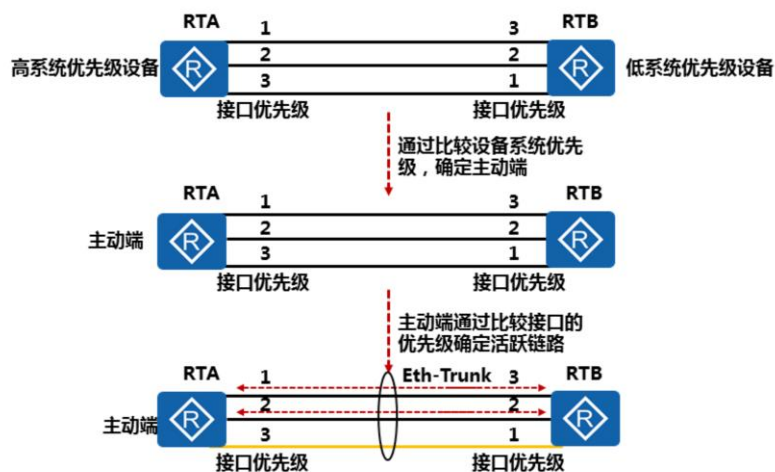 RTA 1 3 RTB
高系统优先级设备 R 2 2 R 低系统优先级设备
3 1
接口优先级 接口优先级
通过比较设备系统优先
级，确定主动端
RTA 1 3 RTB
主动端 R 2 2 R
3 1
接口优先级 接口优先级
主动端通过比较接口的
优先级确定活跃链路
RTA 1 Eth-Trunk 3 RTB
主动端 R 2 2 R
3 1
接口优先级 接口优先级